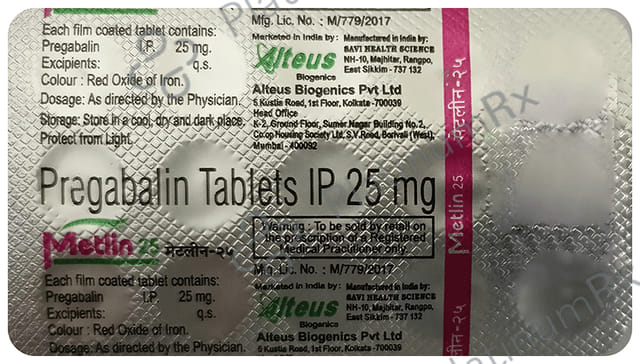 Each film coated tablet contains:
Pregabalin I.P. 25 mg.
Excipients: q.s.
Colour : Red Oxide of Iron.
Dosage: As directed by the Physician.
Storage: Store in a cool, dry and dark place.
Protect from Light.
Mfg. Lic. No. : M/779/2017
Marketed in India by:
Alteus
Biogenics
Manufactured in India by:
SAVI HEALTH SCIENCE
NH-10, Majhitar, Rangpo,
East Sikkim - 737 132
Alteus Biogenics Pvt Ltd
5 Kustia Road, 1st Floor, Kolkata -700039
Head Office
K-2, Ground Floor, Sumer Nagar Building No.2,
Co-op Housing Society Ltd, S.V.Road, Borivali (West),
Mumbai - 400092
Pregabalin Tablets IP 25 mg
Metlin 25 मेटलीन-२५
Warning : To be sold by retail on
the prescription of a Registered
Medical Practitioner only.
Each film coated tablet contains:
Pregabalin I.P. 25 mg.
Excipients: q.s.
Colour : Red Oxide of Iron.
Dosage: As directed by the Physician.
Mfg. Lic. No. : M/779/2017
Marketed in India by:
Alteus
Biogenics
Manufactured in India by:
SAVI HEALTH SCIENCE
NH-10, Majhitar, Rangpo,
East Sikkim - 737 132
Alteus Biogenics Pvt Ltd
5 Kustia Road, 1st Floor, Kolkata -700039
मेटलीन-२५
Metlin 25